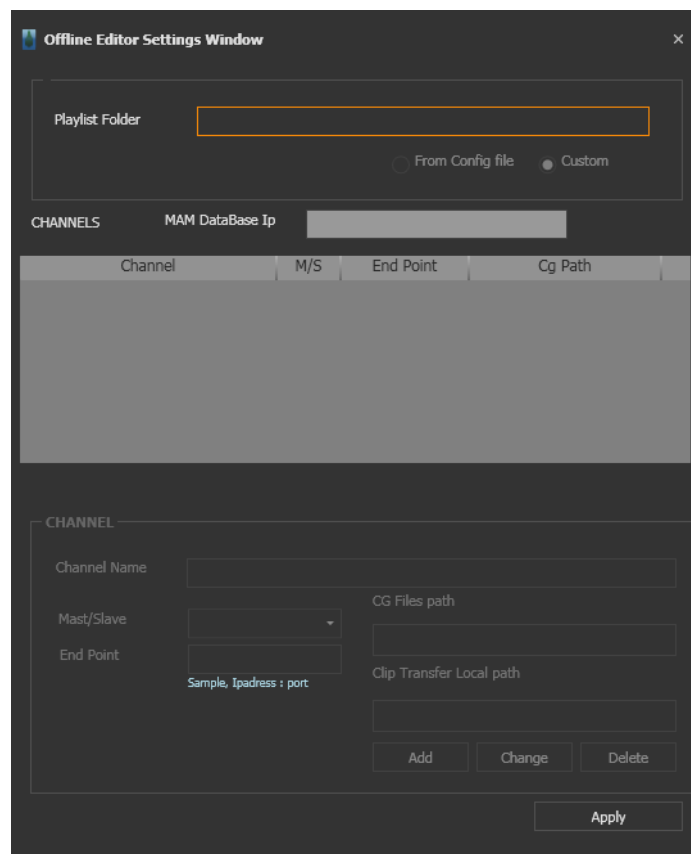 Offline Editor Settings Window
Playlist Folder
From Config file Custom
CHANNELS MAM DataBase Ip
Channel M/S End Point Cg Path
CHANNEL
Channel Name
CG Files path
Mast/Slave
End Point
Sample, Ipadress : port
Clip Transfer Local path
Add Change Delete
Apply